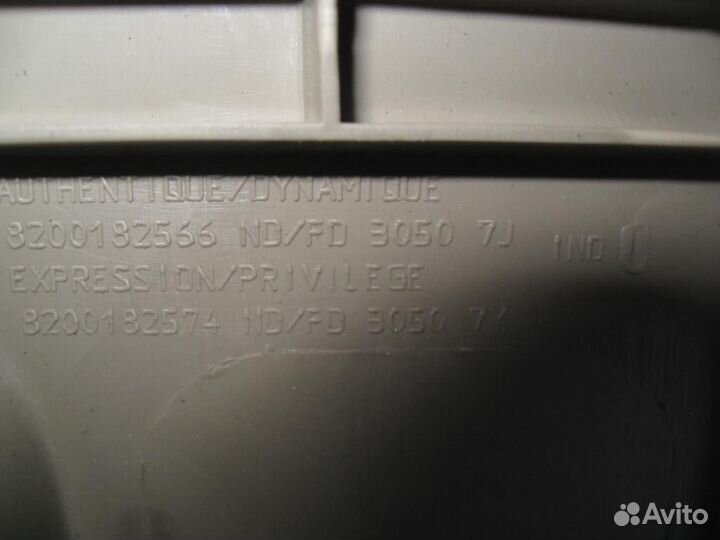 AUTHENTIQUE/DYNAMIQUE
8200182566 ND/FD 3050 7J IND C
EXPRESSION/PRIVILEGE
8200182574 ND/FD 3050 7Y
Avito